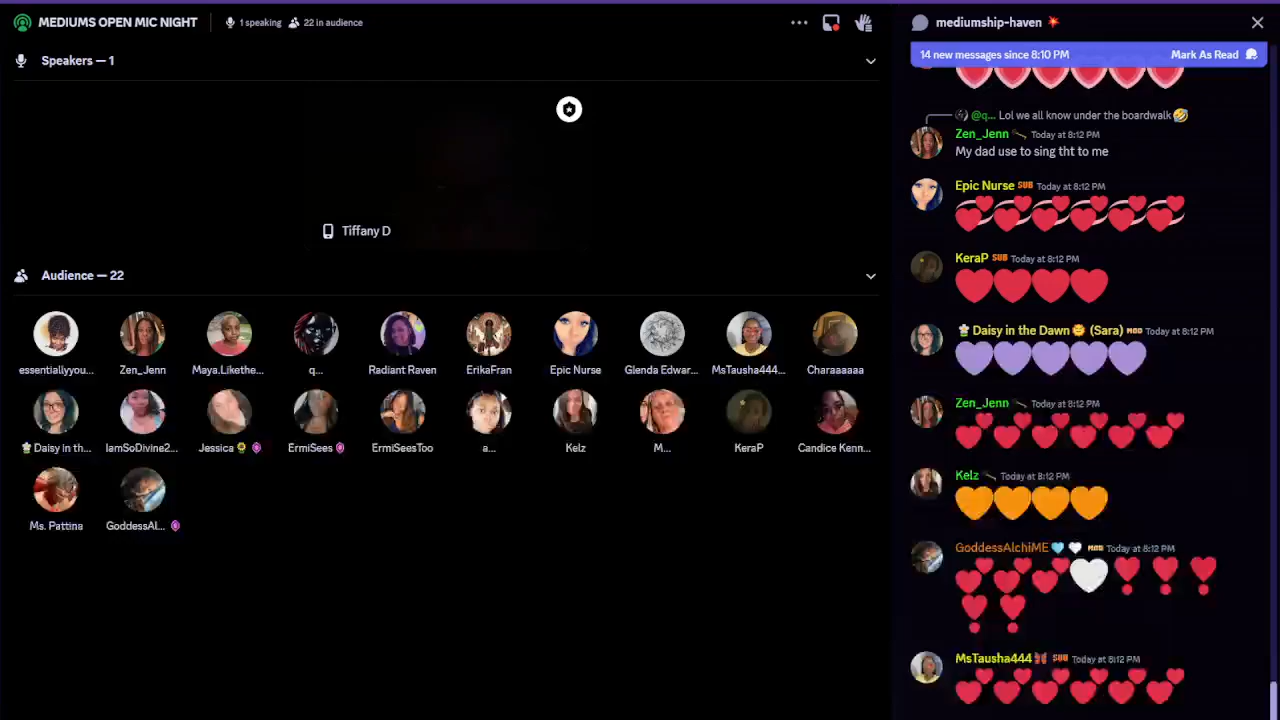 MEDIUMS OPEN MIC NIGHT
1 speaking
22 in audience
Speakers — 1
Tiffany D
Audience — 22
essentiallyyou...
Zen_Jenn
Maya.Likethe...
q...
Radiant Raven
ErikaFran
Epic Nurse
Glenda Edwar...
MsTausha444...
Charaaaaaa
Daisy in th...
IamSoDivine2...
Jessica
ErmiSees
ErmiSeesToo
a...
Kelz
M...
KeraP
Candice Kenn...
Ms. Pattina
GoddessAl...
mediumship-haven
14 new messages since 8:10 PM Mark As Read
@q... Lol we all know under the boardwalk
Zen_Jenn Today at 8:12 PM
My dad use to sing tht to me
Epic Nurse SUB Today at 8:12 PM
KeraP SUB Today at 8:12 PM
Daisy in the Dawn (Sara) MOD Today at 8:12 PM
Zen_Jenn Today at 8:12 PM
Kelz Today at 8:12 PM
GoddessAlchiME MOD Today at 8:12 PM
MsTausha444 SUB Today at 8:12 PM